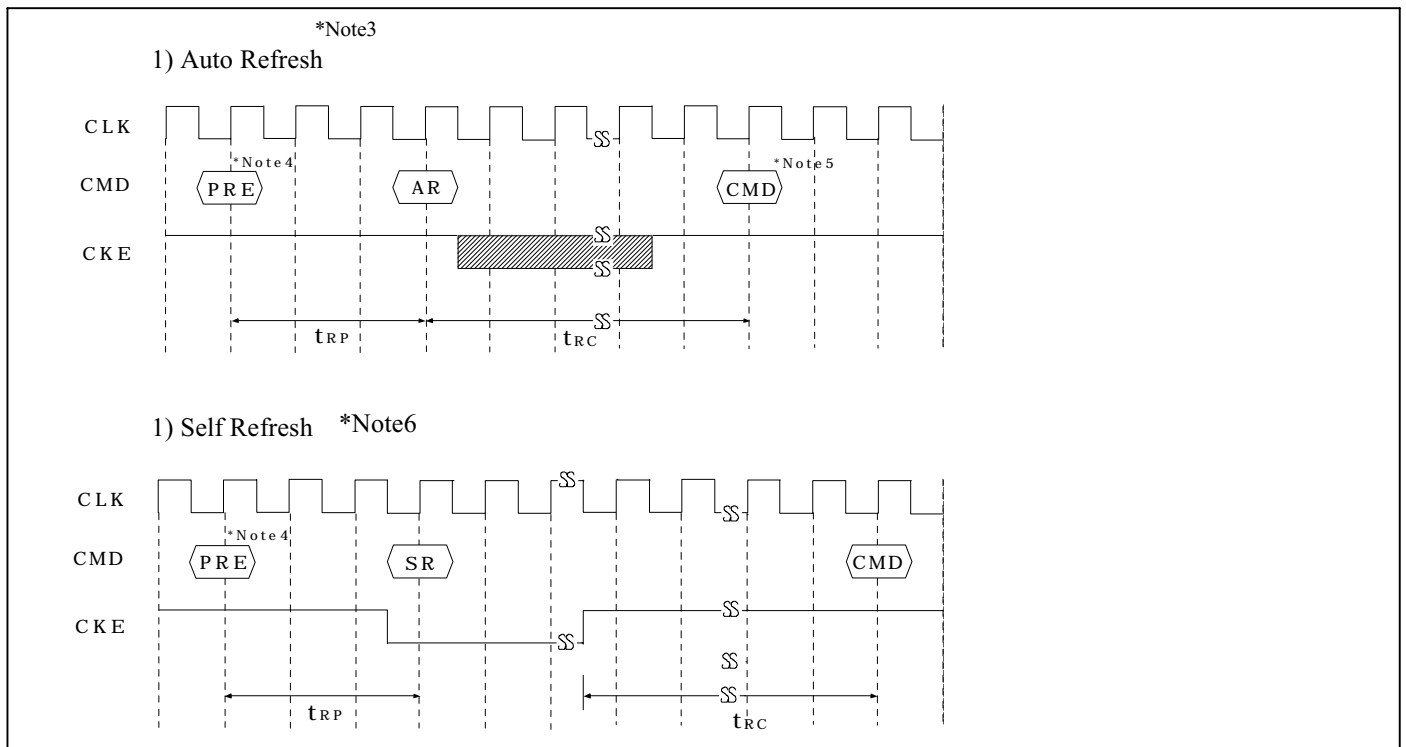 *Note3
1) Auto Refresh
CLK
*Note4
*Note5
CMD
PRE
AR
CMD
CKE
tRP
tRC
1) Self Refresh *Note6
CLK
*Note4
CMD
PRE
SR
CMD
CKE
tRP
tRC